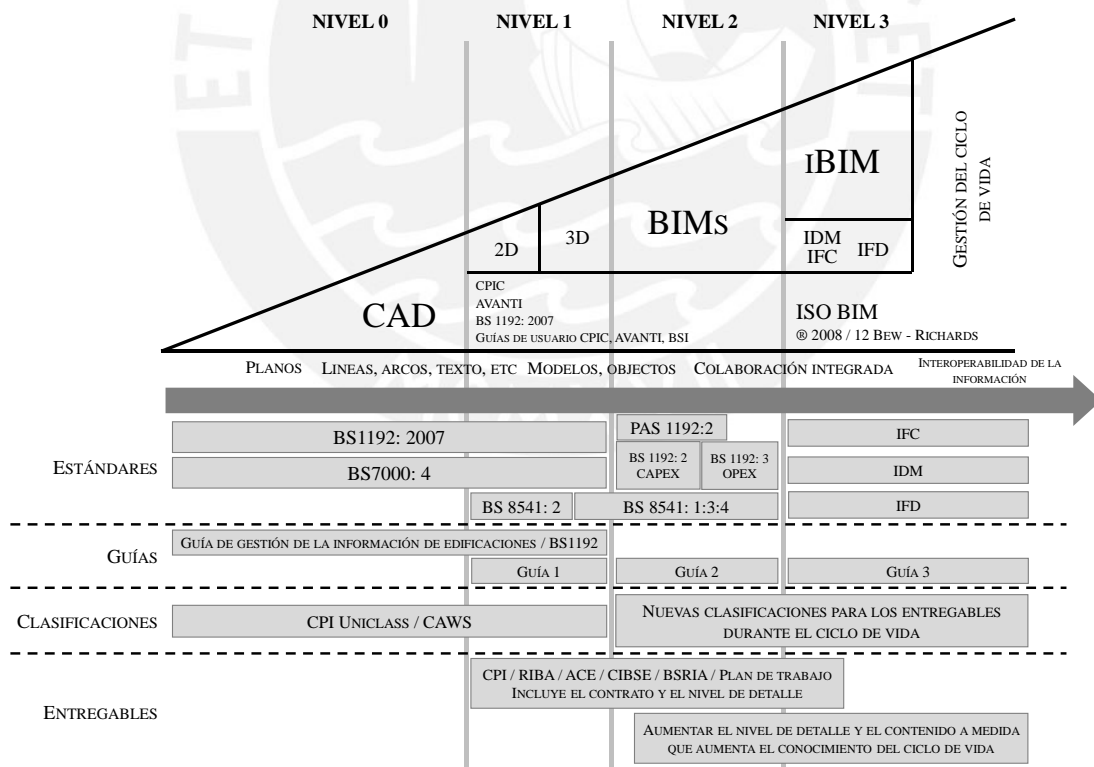 NIVEL 0 NIVEL 1 NIVEL 2 NIVEL 3
IBIM
GESTIÓN DEL CICLO
DE VIDA
2D 3D BIMS
IDM
IFC IFD
CAD
CPIC
AVANTI
BS 1192: 2007
GUÍAS DE USUARIO CPIC, AVANTI, BSI
ISO BIM
® 2008 / 12 BEW - RICHARDS
PLANOS LINEAS, ARCOS, TEXTO, ETC MODELOS, OBJECTOS COLABORACIÓN INTEGRADA INTEROPERABILIDAD DE LA
INFORMACIÓN
ESTÁNDARES
BS1192: 2007
BS7000: 4
PAS 1192:2
BS 1192: 2
CAPEX
BS 1192: 3
OPEX
BS 8541: 2 BS 8541: 1:3:4
IFC
IDM
IFD
GUÍAS
GUÍA DE GESTIÓN DE LA INFORMACIÓN DE EDIFICACIONES / BS1192
GUÍA 1 GUÍA 2 GUÍA 3
CLASIFICACIONES
CPI UNICLASS / CAWS
NUEVAS CLASIFICACIONES PARA LOS ENTREGABLES
DURANTE EL CICLO DE VIDA
ENTREGABLES
CPI / RIBA / ACE / CIBSE / BSRIA / PLAN DE TRABAJO
INCLUYE EL CONTRATO Y EL NIVEL DE DETALLE
AUMENTAR EL NIVEL DE DETALLE Y EL CONTENIDO A MEDIDA
QUE AUMENTA EL CONOCIMIENTO DEL CICLO DE VIDA